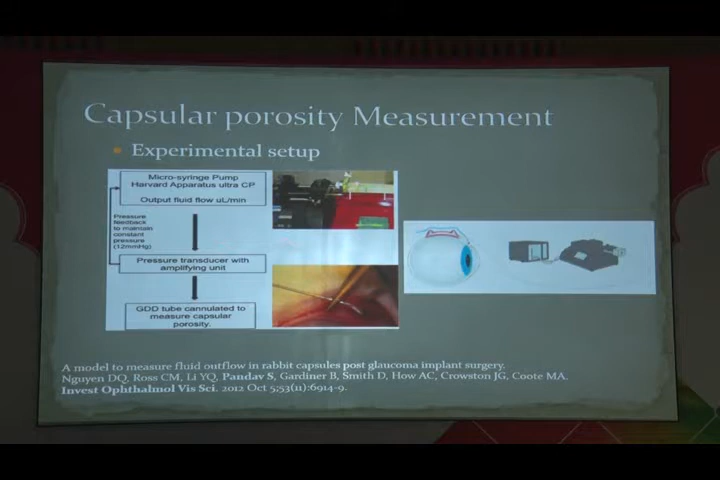 Capsular porosity Measurement
Experimental setup
Micro-syringe Pump
Harvard Apparatus ultra CP
Output fluid flow uL/min
Pressure
feedback
to maintain
constant
pressure
(12mmHg)
Pressure transducer with
amplifying unit
GDD tube cannulated to
measure capsular
porosity.
A model to measure fluid outflow in rabbit capsules post glaucoma implant surgery.
Nguyen DQ, Ross CM, Li YQ, Pandav S, Gardiner B, Smith D, How AC, Crowston JG, Coote MA.
Invest Ophthalmol Vis Sci. 2012 Oct 5;53(11):6914-9.